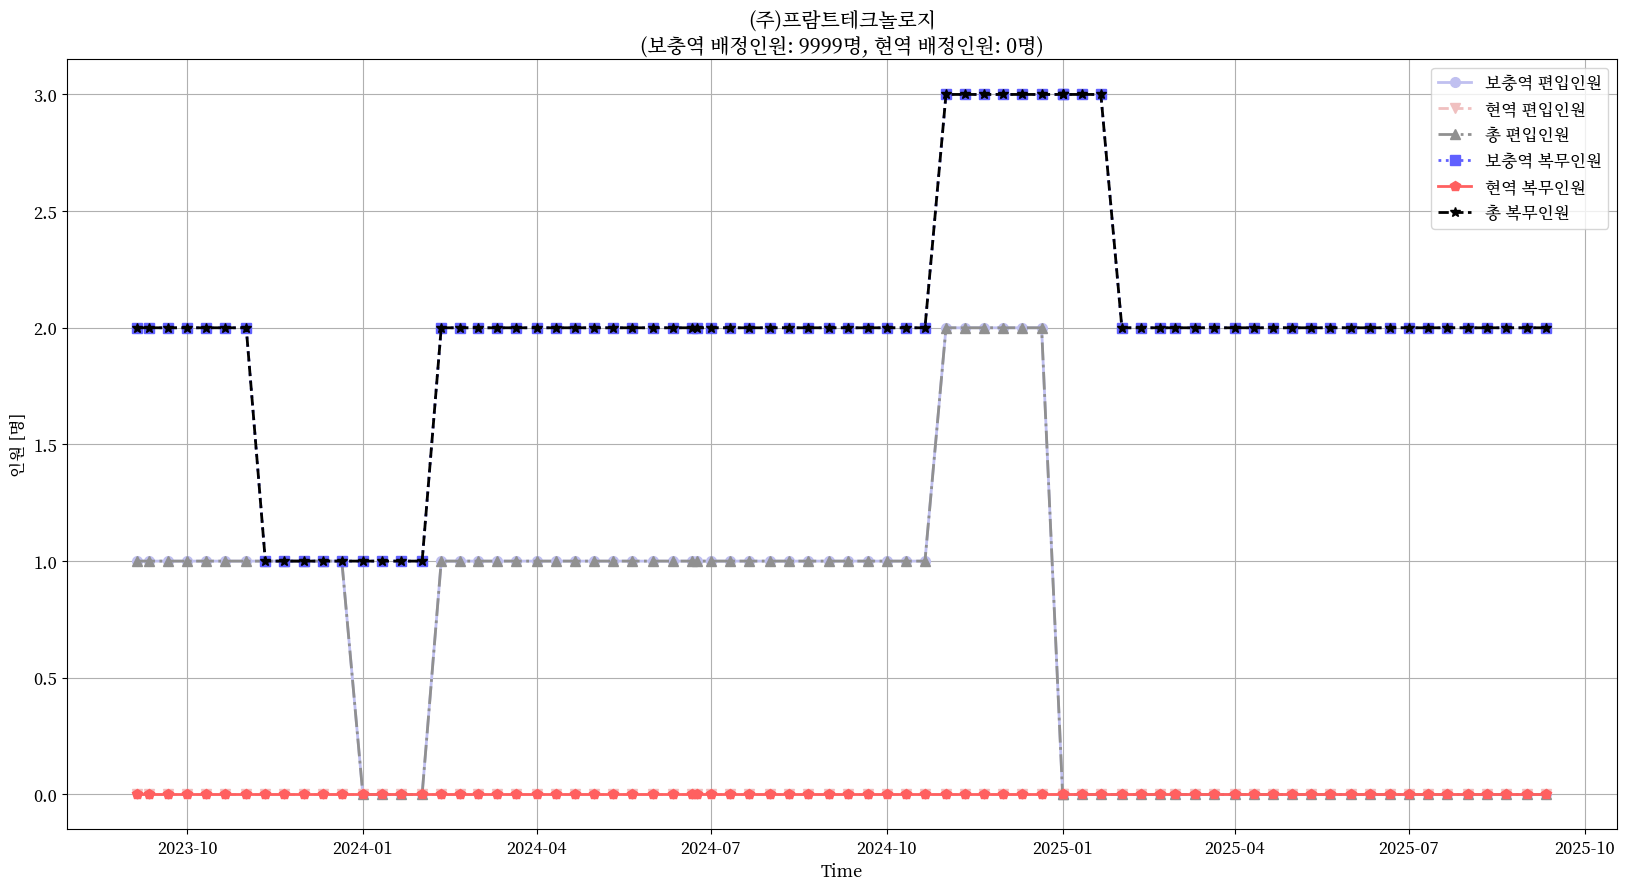 (주)프람트테크놀로지
(보충역 배정인원: 9999명, 현역 배정인원: 0명)
보충역 편입인원
현역 편입인원
총 편입인원
보충역 복무인원
현역 복무인원
총 복무인원
인원 [명]
3.0
2.5
2.0
1.5
1.0
0.5
0.0
2023-10
2024-01
2024-04
2024-07
2024-10
2025-01
2025-04
2025-07
2025-10
Time